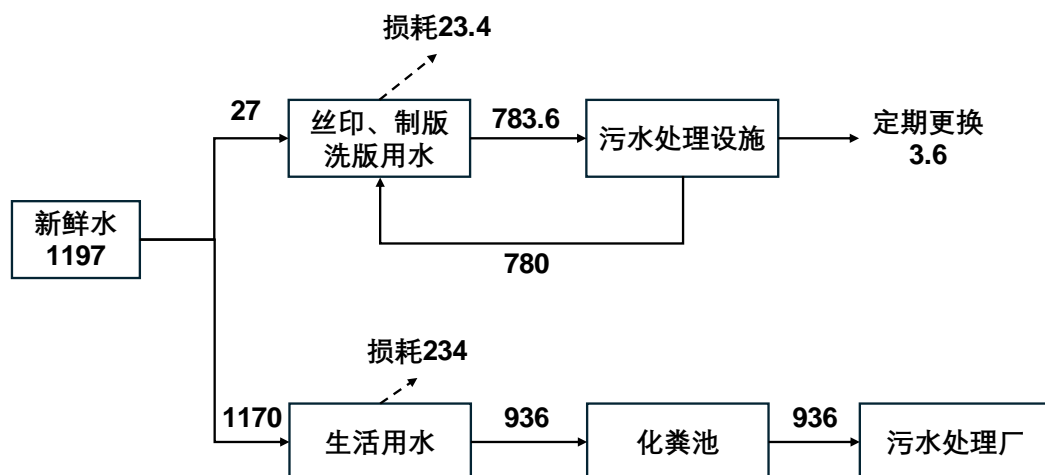 损耗23.4
27
丝印、制版
洗版用水
783.6
污水处理设施
定期更换
3.6
新鲜水
1197
780
损耗234
1170
生活用水
936
化粪池
936
污水处理厂